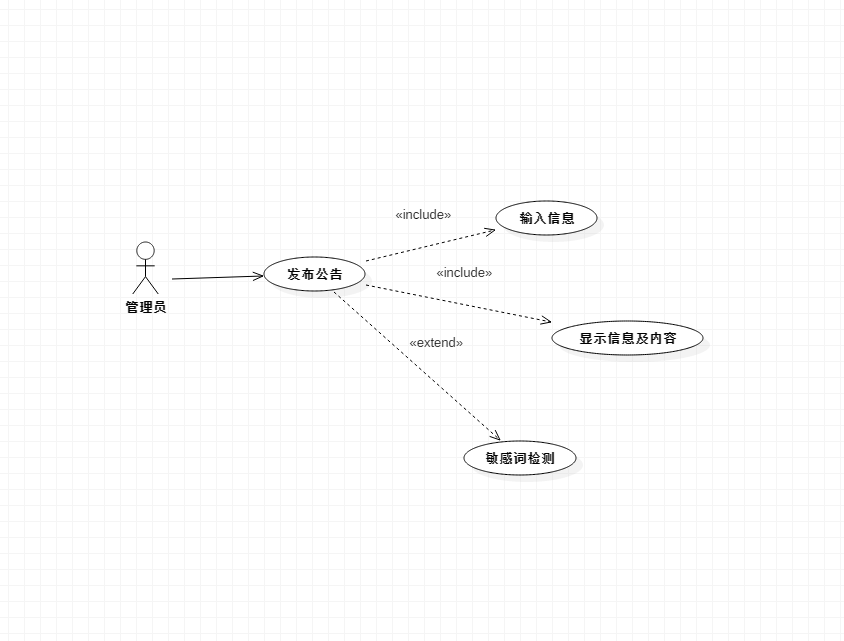 «include»
输入信息
管理员
发布公告
«include»
显示信息及内容
«extend»
敏感词检测